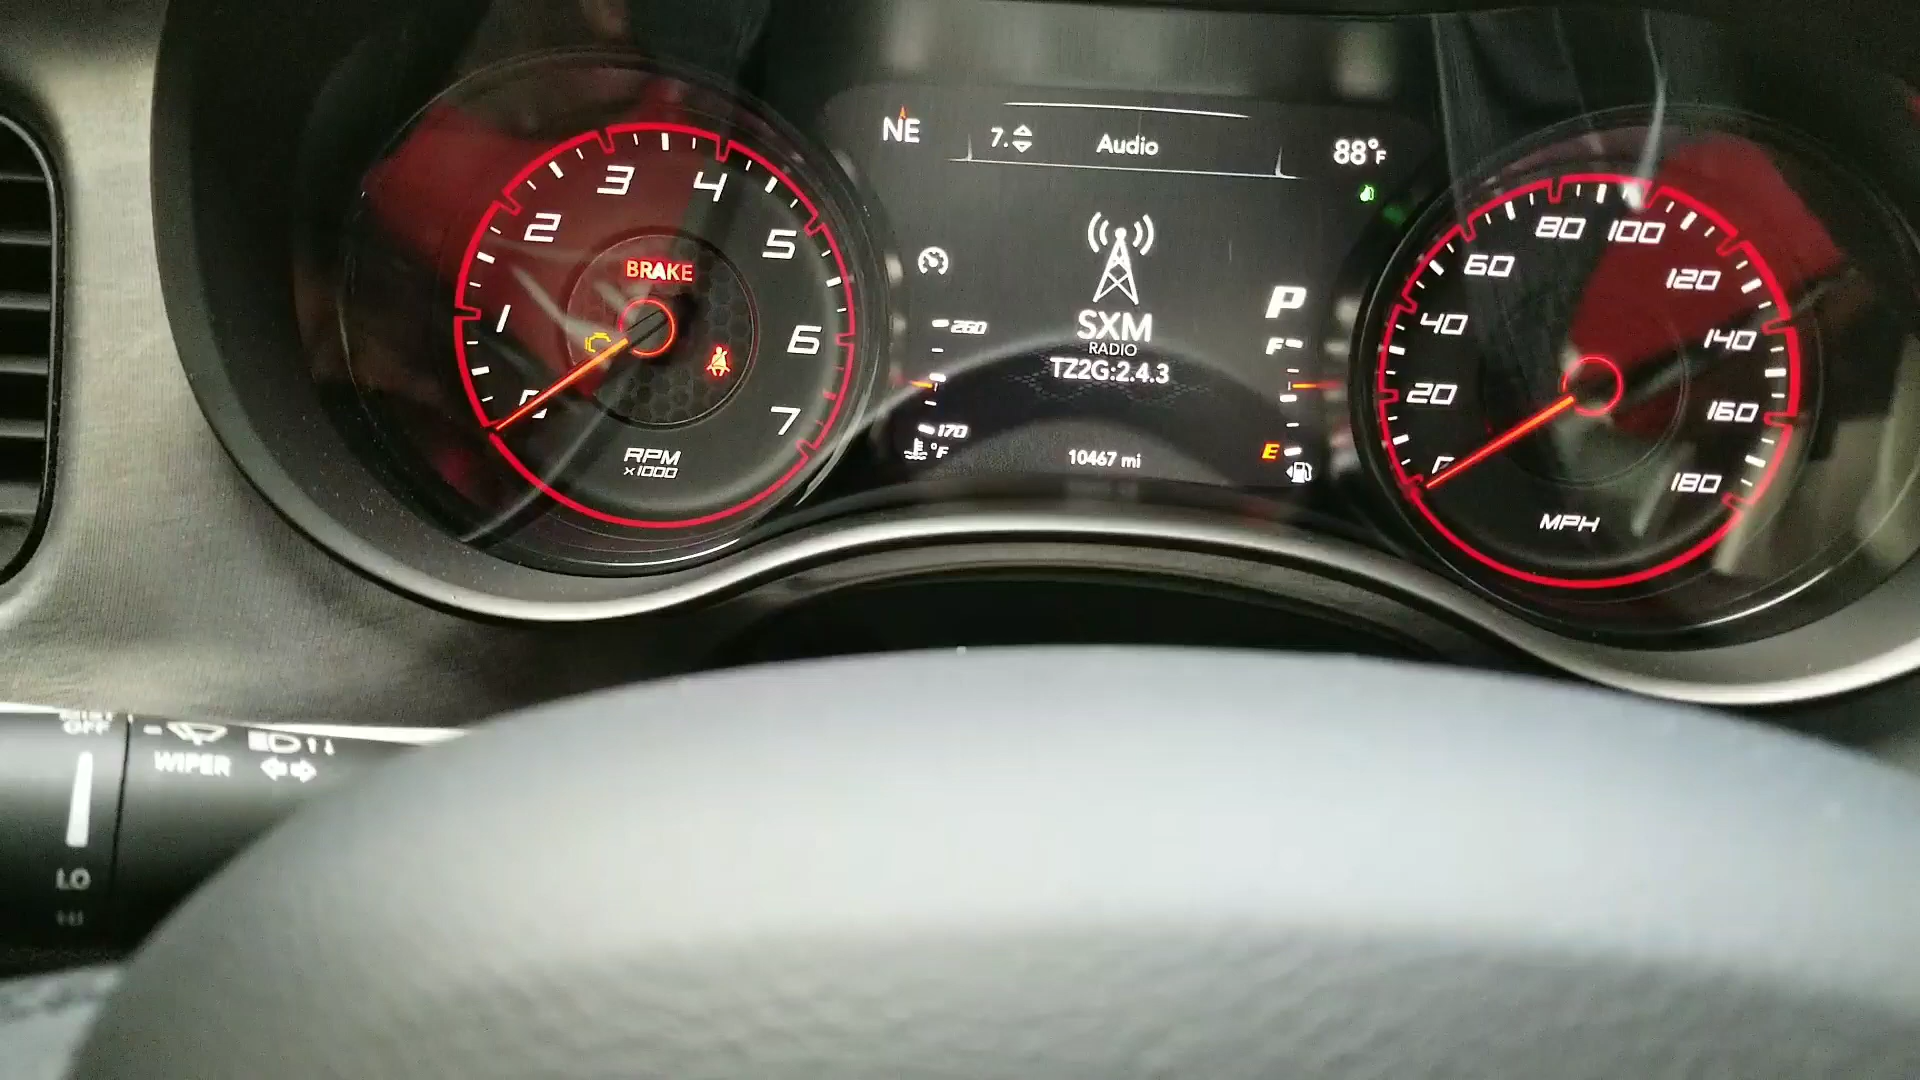 NE
7.
Audio
88°F
1
2
3
4
5
6
7
BRAKE
RPM
x1000
260
170
°F
SXM
RADIO
TZ2G:2.4.3
10467 mi
P
F
E
20
40
60
80
100
120
140
160
180
MPH
OFF
WIPER
LO